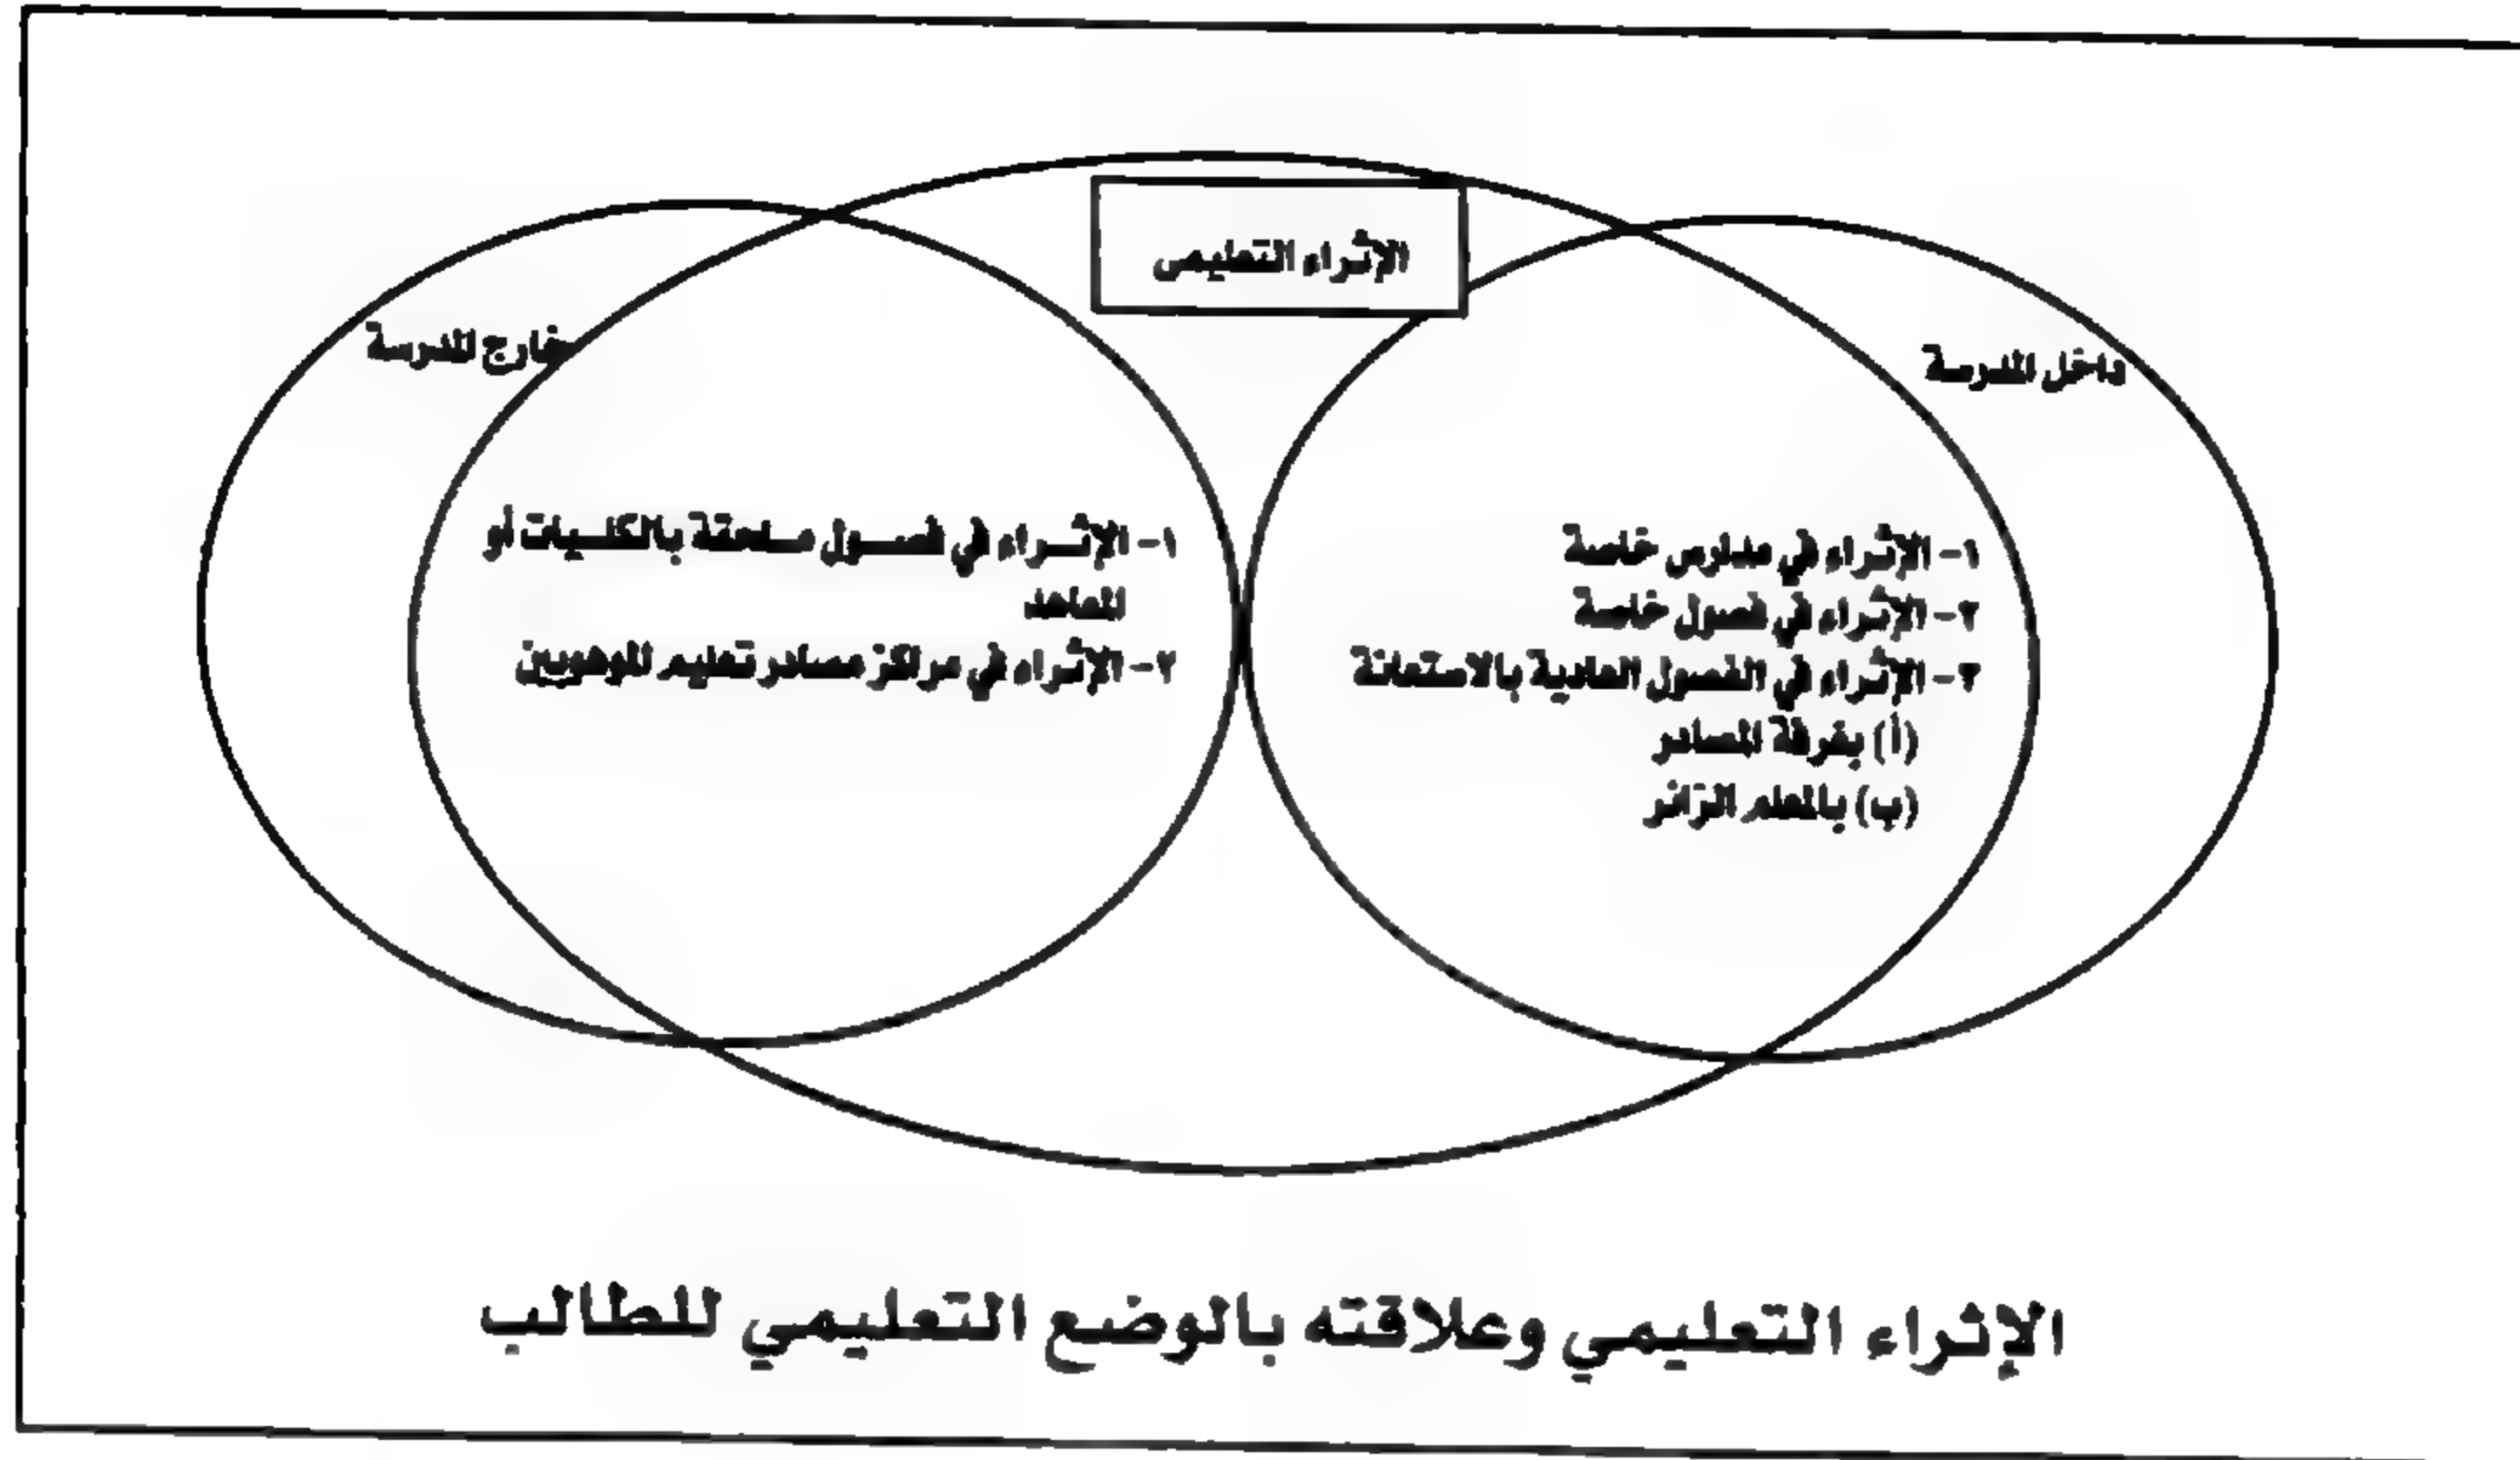 الإثراء التعليمى
داخل المدرسة
١- الإثراء في مدارس خاصة
٢- الإثراء في فصول خاصة
٣- الإثراء في الفصول العادية بالاستعانة
(أ) بغرفة المصادر
(ب) بالمعلم الزائر
خارج المدرسة
١- الإثراء في فصول ملحقة بالكليات أو
المعاهد
٢- الإثراء في مراكز مصادر تعليم الموهوبين
الإثراء التعليمي وعلاقته بالوضع التعليمي للطالب